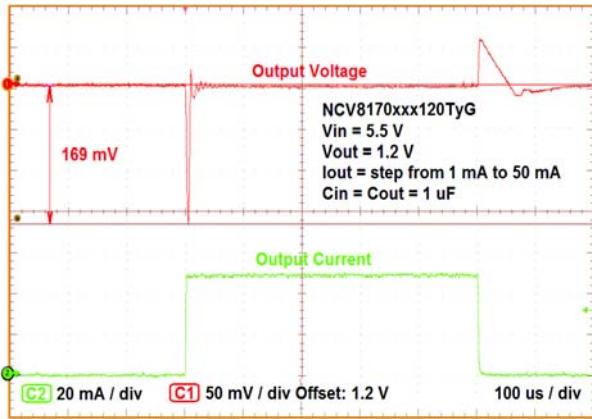 Output Voltage
169 mV
NCV8170xxx120TyG
Vin = 5.5 V
Vout = 1.2 V
Iout = step from 1 mA to 50 mA
Cin = Cout = 1 uF
Output Current
C2 20 mA / div C1 50 mV / div Offset: 1.2 V 100 us / div